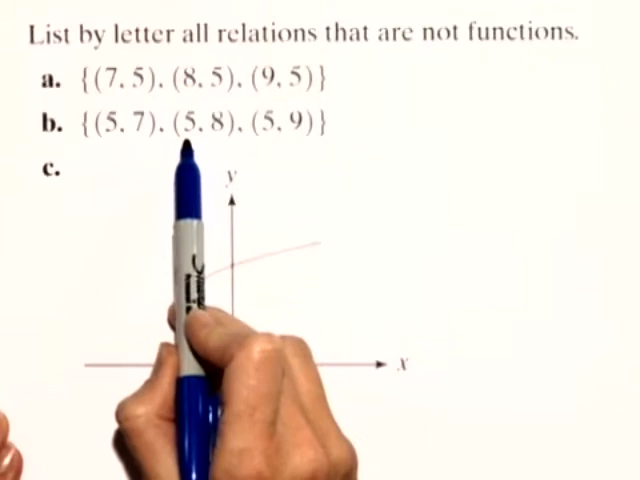 List by letter all relations that are not functions.
a. {(7, 5), (8, 5), (9, 5)}
b. {(5, 7), (5, 8), (5, 9)}
c.
y
x